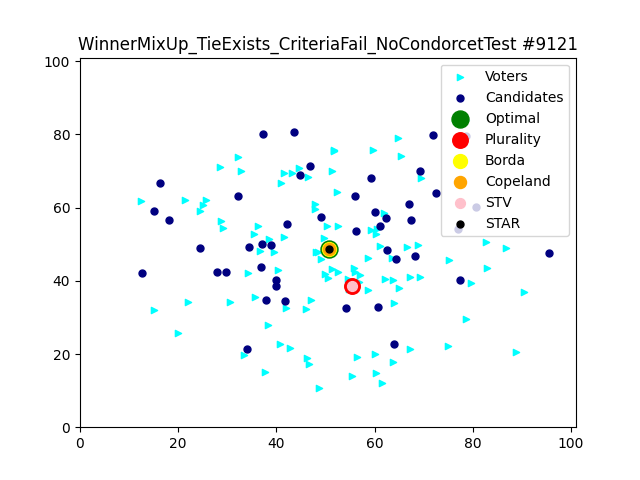 WinnerMixUp_TieExists_CriteriaFail_NoCondorcetTest #9121
100
80
60
40
20
0
0
20
40
60
80
100
Voters
Candidates
Optimal
Plurality
Borda
Copeland
STV
STAR